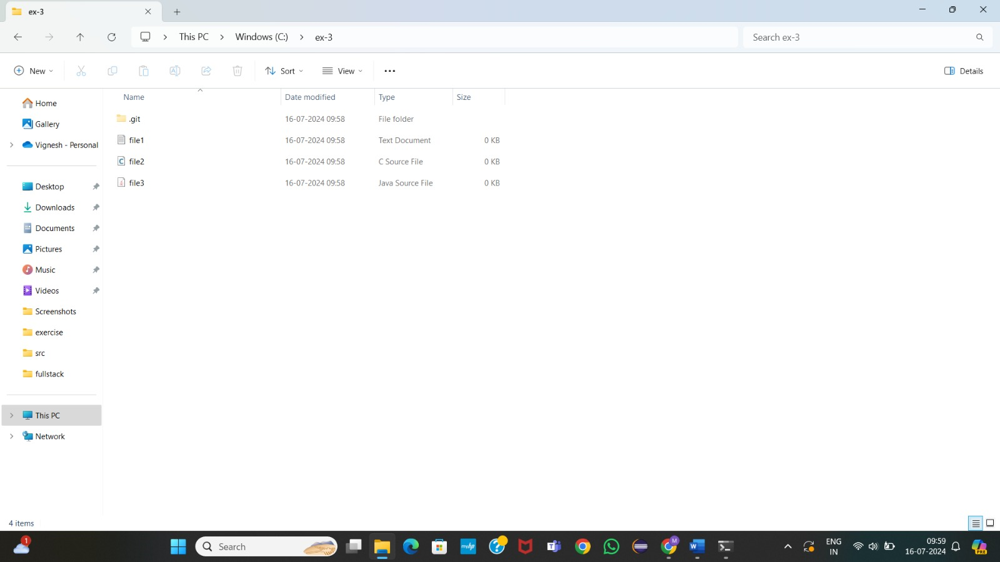 ex-3
This PC
Windows (C:)
ex-3
Search ex-3
New
Sort
View
Details
Name
Date modified
Type
Size
.git
16-07-2024 09:58
File folder
file1
16-07-2024 09:58
Text Document
0 KB
file2
16-07-2024 09:58
C Source File
0 KB
file3
16-07-2024 09:58
Java Source File
0 KB
Home
Gallery
Vignesh - Personal
Desktop
Downloads
Documents
Pictures
Music
Videos
Screenshots
exercise
src
fullstack
This PC
Network
4 items
1
Search
myhp
M
ENG
IN
09:59
16-07-2024
PRE